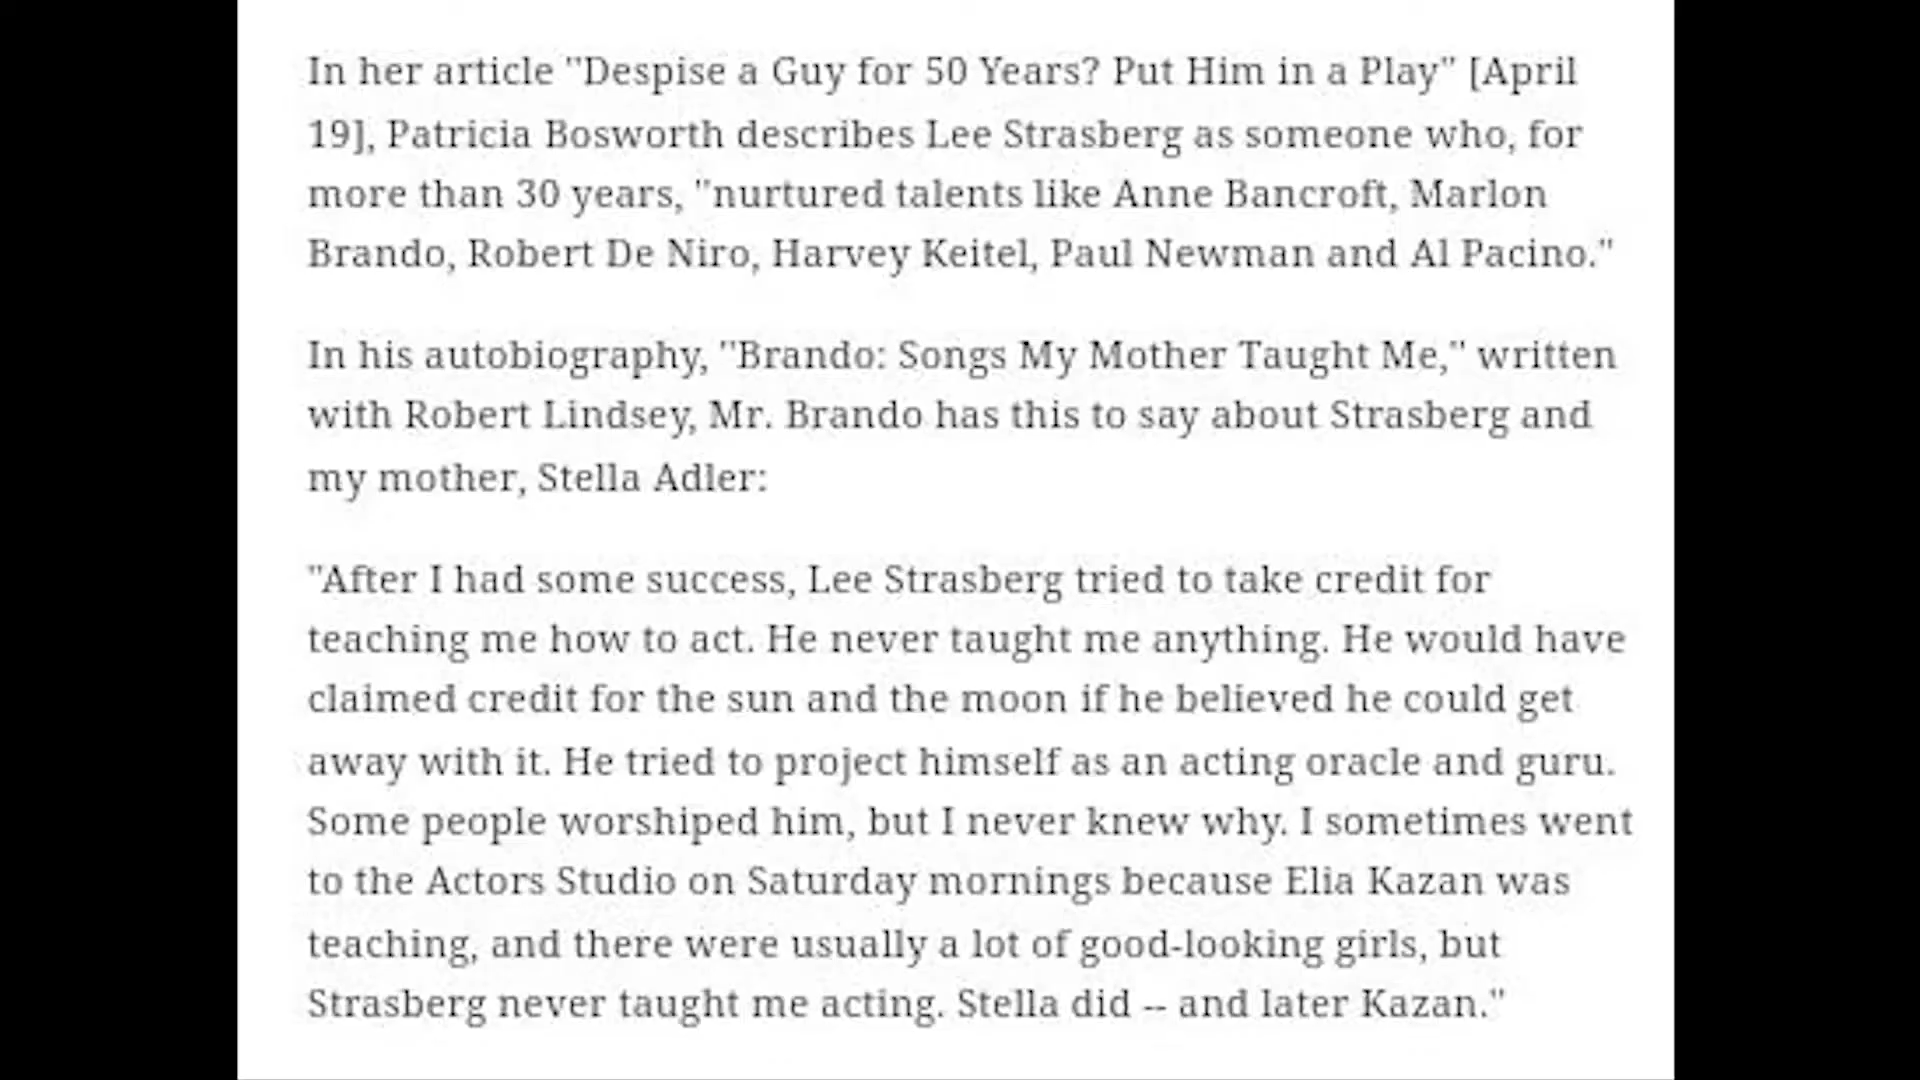 In her article "Despise a Guy for 50 Years? Put Him in a Play" [April
19], Patricia Bosworth describes Lee Strasberg as someone who, for
more than 30 years, "nurtured talents like Anne Bancroft, Marlon
Brando, Robert De Niro, Harvey Keitel, Paul Newman and Al Pacino."
In his autobiography, "Brando: Songs My Mother Taught Me," written
with Robert Lindsey, Mr. Brando has this to say about Strasberg and
my mother, Stella Adler:
"After I had some success, Lee Strasberg tried to take credit for
teaching me how to act. He never taught me anything. He would have
claimed credit for the sun and the moon if he believed he could get
away with it. He tried to project himself as an acting oracle and guru.
Some people worshiped him, but I never knew why. I sometimes went
to the Actors Studio on Saturday mornings because Elia Kazan was
teaching, and there were usually a lot of good-looking girls, but
Strasberg never taught me acting. Stella did -- and later Kazan."